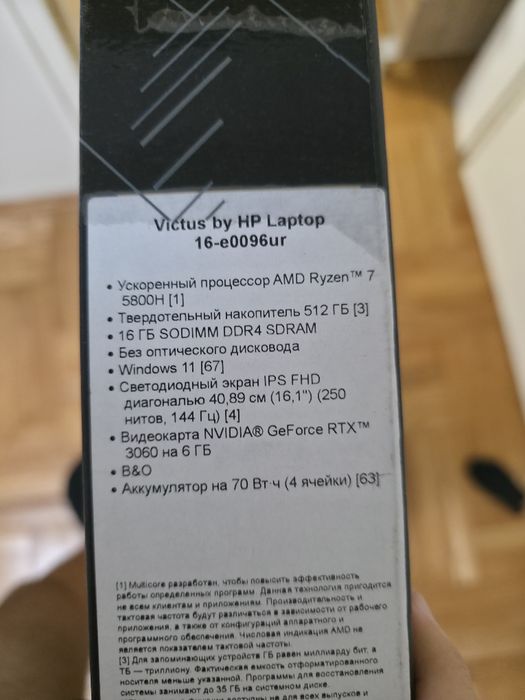 Victus by HP Laptop
16-e0096ur
• Ускоренный процессор AMD Ryzen™ 7
5800H [1]
• Твердотельный накопитель 512 ГБ [3]
• 16 ГБ SODIMM DDR4 SDRAM
• Без оптического дисковода
• Windows 11 [67]
• Светодиодный экран IPS FHD
диагональю 40,89 см (16,1") (250
нитов, 144 Гц) [4]
• Видеокарта NVIDIA® GeForce RTX™
3060 на 6 ГБ
• B&O
• Аккумулятор на 70 Вт·ч (4 ячейки) [63]
[1] Multicore разработан, чтобы повысить эффективность
работы определенных программ. Данная технология пригодится
не всем клиентам и приложениям. Производительность и
тактовая частота будут различаться в зависимости от рабочего
приложения, а также от конфигураций аппаратного и
программного обеспечения. Числовая индикация AMD не
является показателем тактовой частоты.
[3] Для запоминающих устройств ГБ равен миллиарду бит, а
ТБ — триллиону. Фактическая емкость отформатированного
носителя меньше указанной. Программы для восстановления
системы занимают до 35 ГБ на системном диске.
доступны не для всех выпусков и